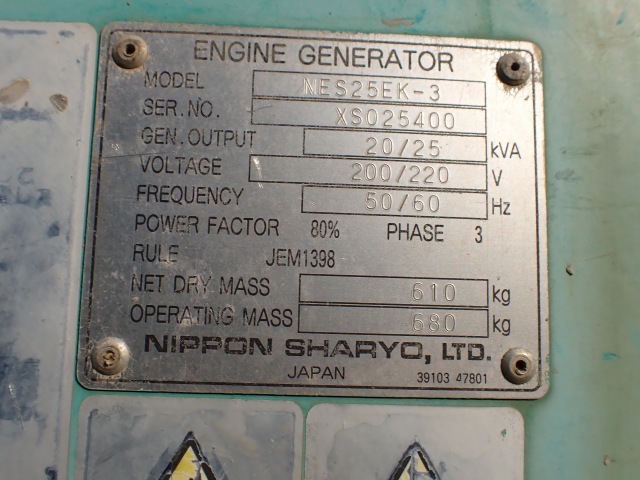 ENGINE GENERATOR
MODEL NES25EK-3
SER.NO. XS025400
GEN.OUTPUT 20/25 kVA
VOLTAGE 200/220 V
FREQUENCY 50/60 Hz
POWER FACTOR 80% PHASE 3
RULE JEM1398
NET DRY MASS 610 kg
OPERATING MASS 680 kg
NIPPON SHARYO, LTD.
JAPAN 39103 47801